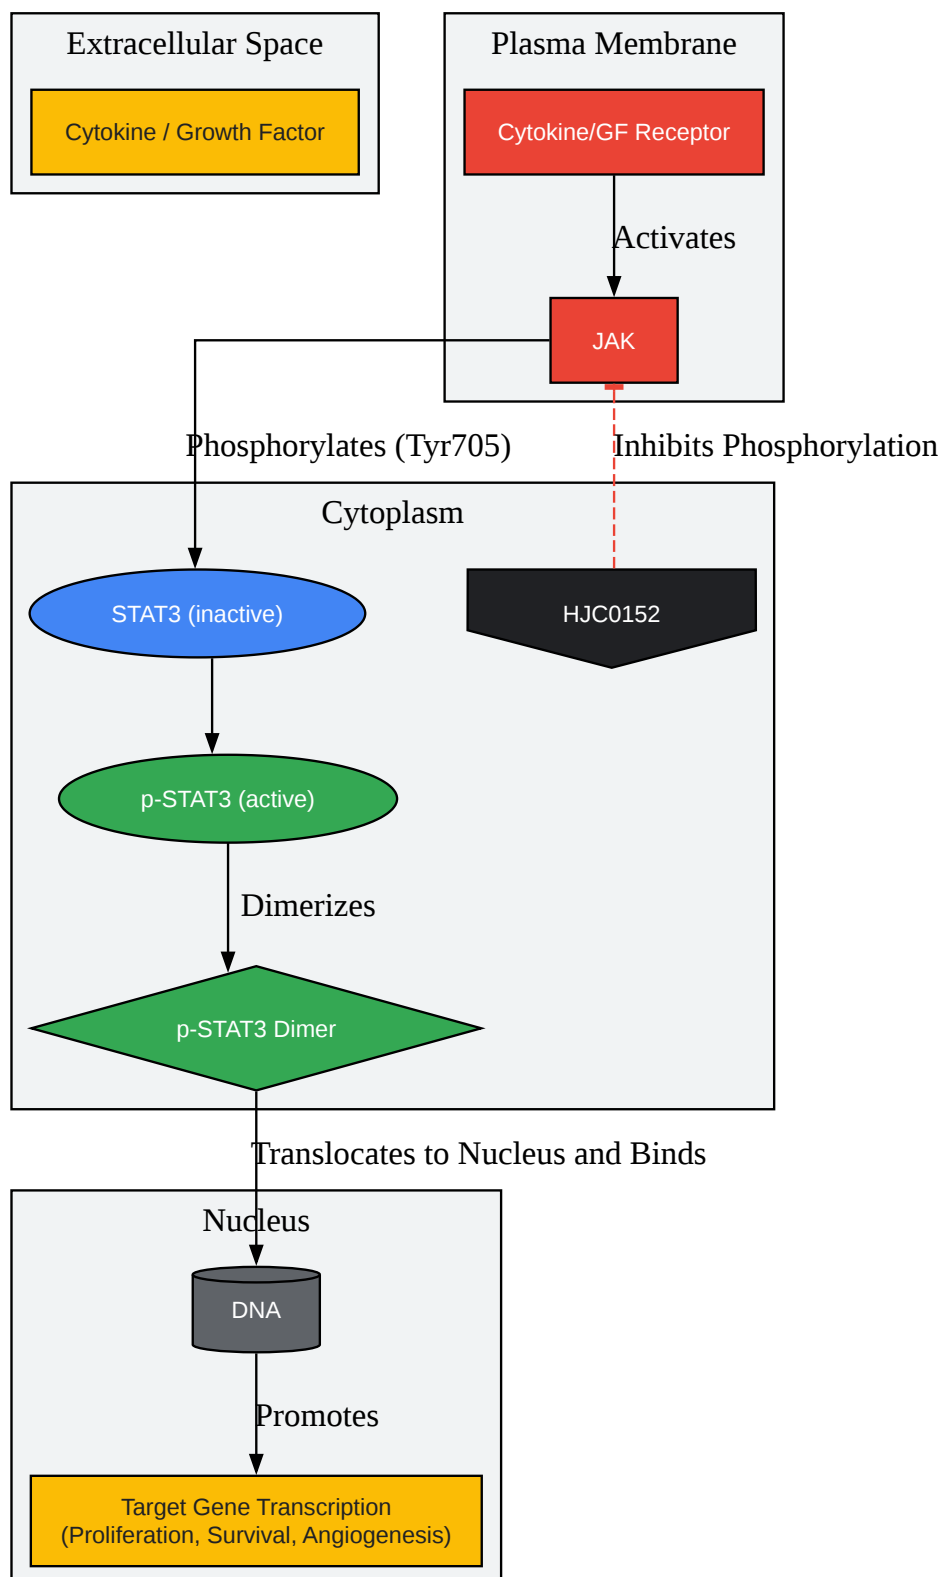 Extracellular Space
Cytokine / Growth Factor
Plasma Membrane
Cytokine/GF Receptor
Activates
JAK
Phosphorylates (Tyr705)
Inhibits Phosphorylation
Cytoplasm
STAT3 (inactive)
HJC0152
p-STAT3 (active)
Dimerizes
p-STAT3 Dimer
Translocates to Nucleus and Binds
Nucleus
DNA
Promotes
Target Gene Transcription
(Proliferation, Survival, Angiogenesis)